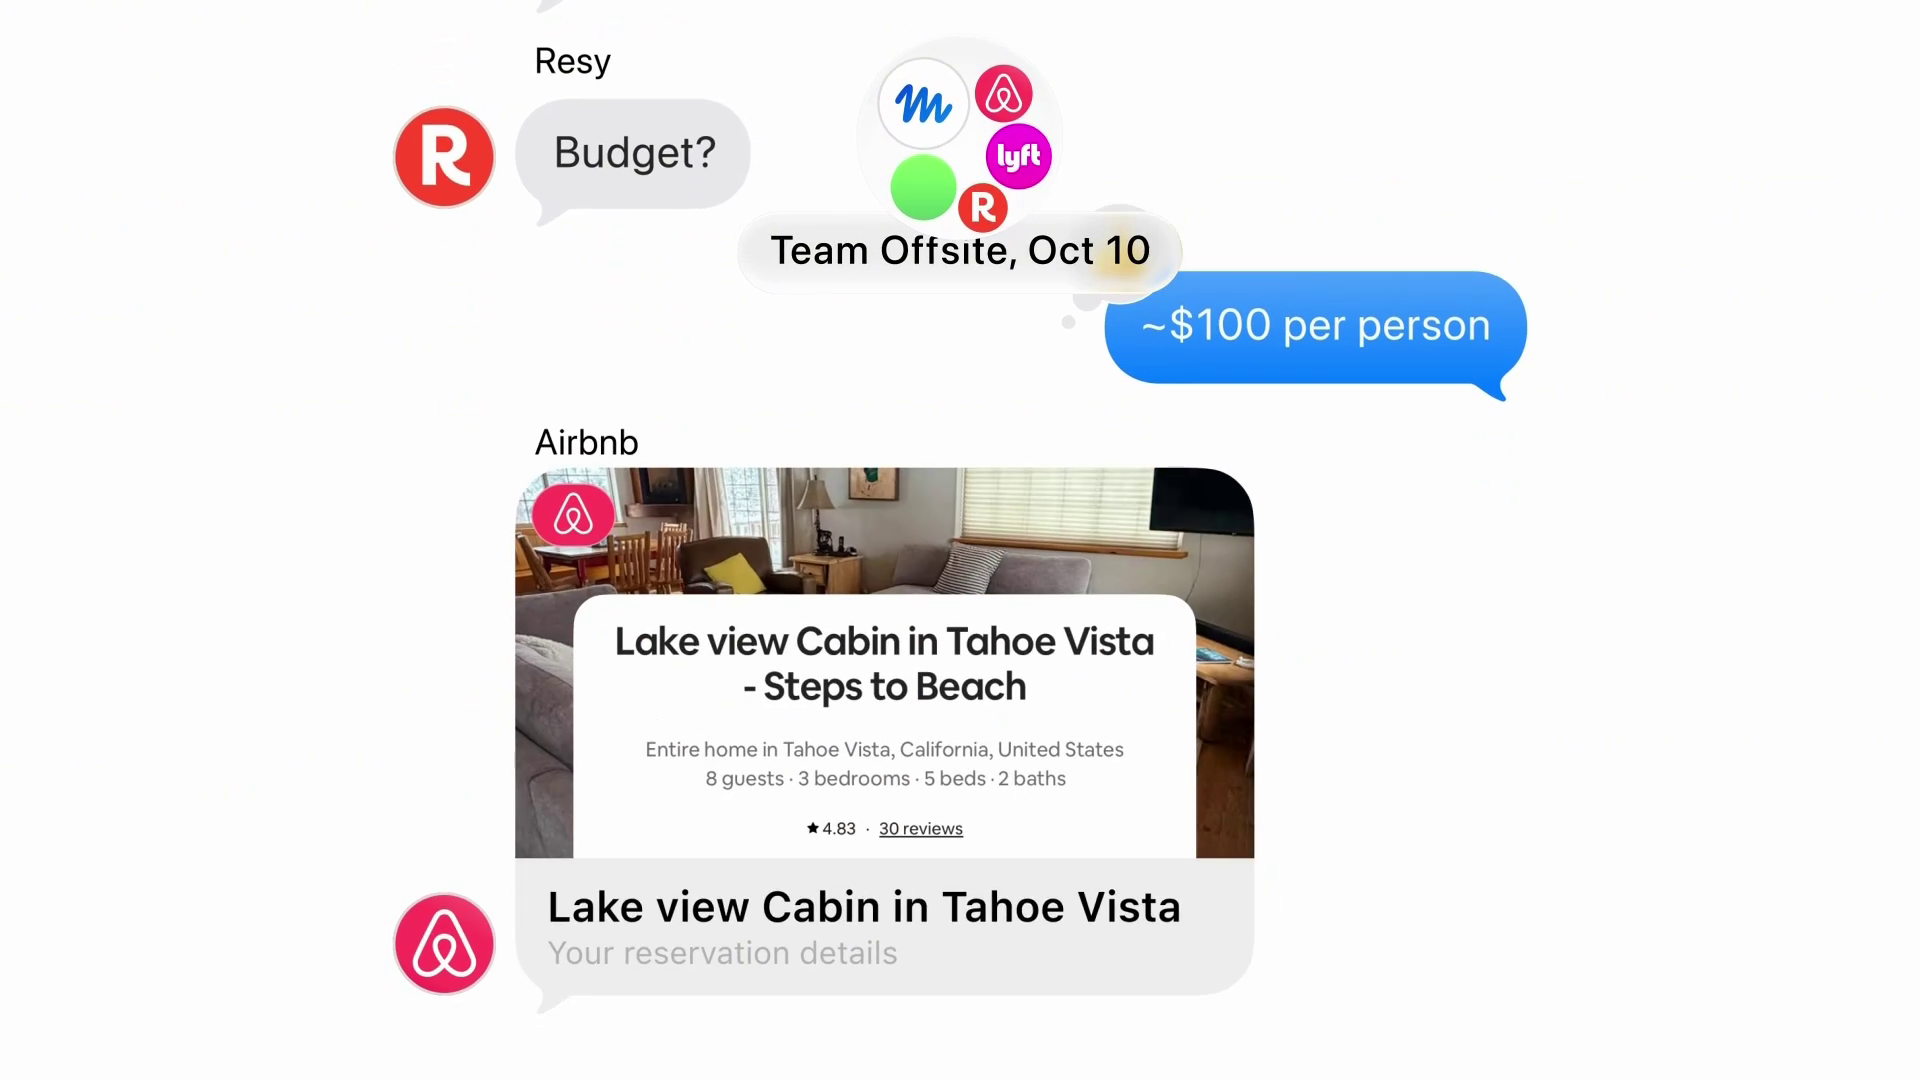 Resy
R
Budget?
m
lyft
R
Team Offsite, Oct 10
~$100 per person
Airbnb
Lake view Cabin in Tahoe Vista
- Steps to Beach
Entire home in Tahoe Vista, California, United States
8 guests · 3 bedrooms · 5 beds · 2 baths
★ 4.83 · 30 reviews
Lake view Cabin in Tahoe Vista
Your reservation details